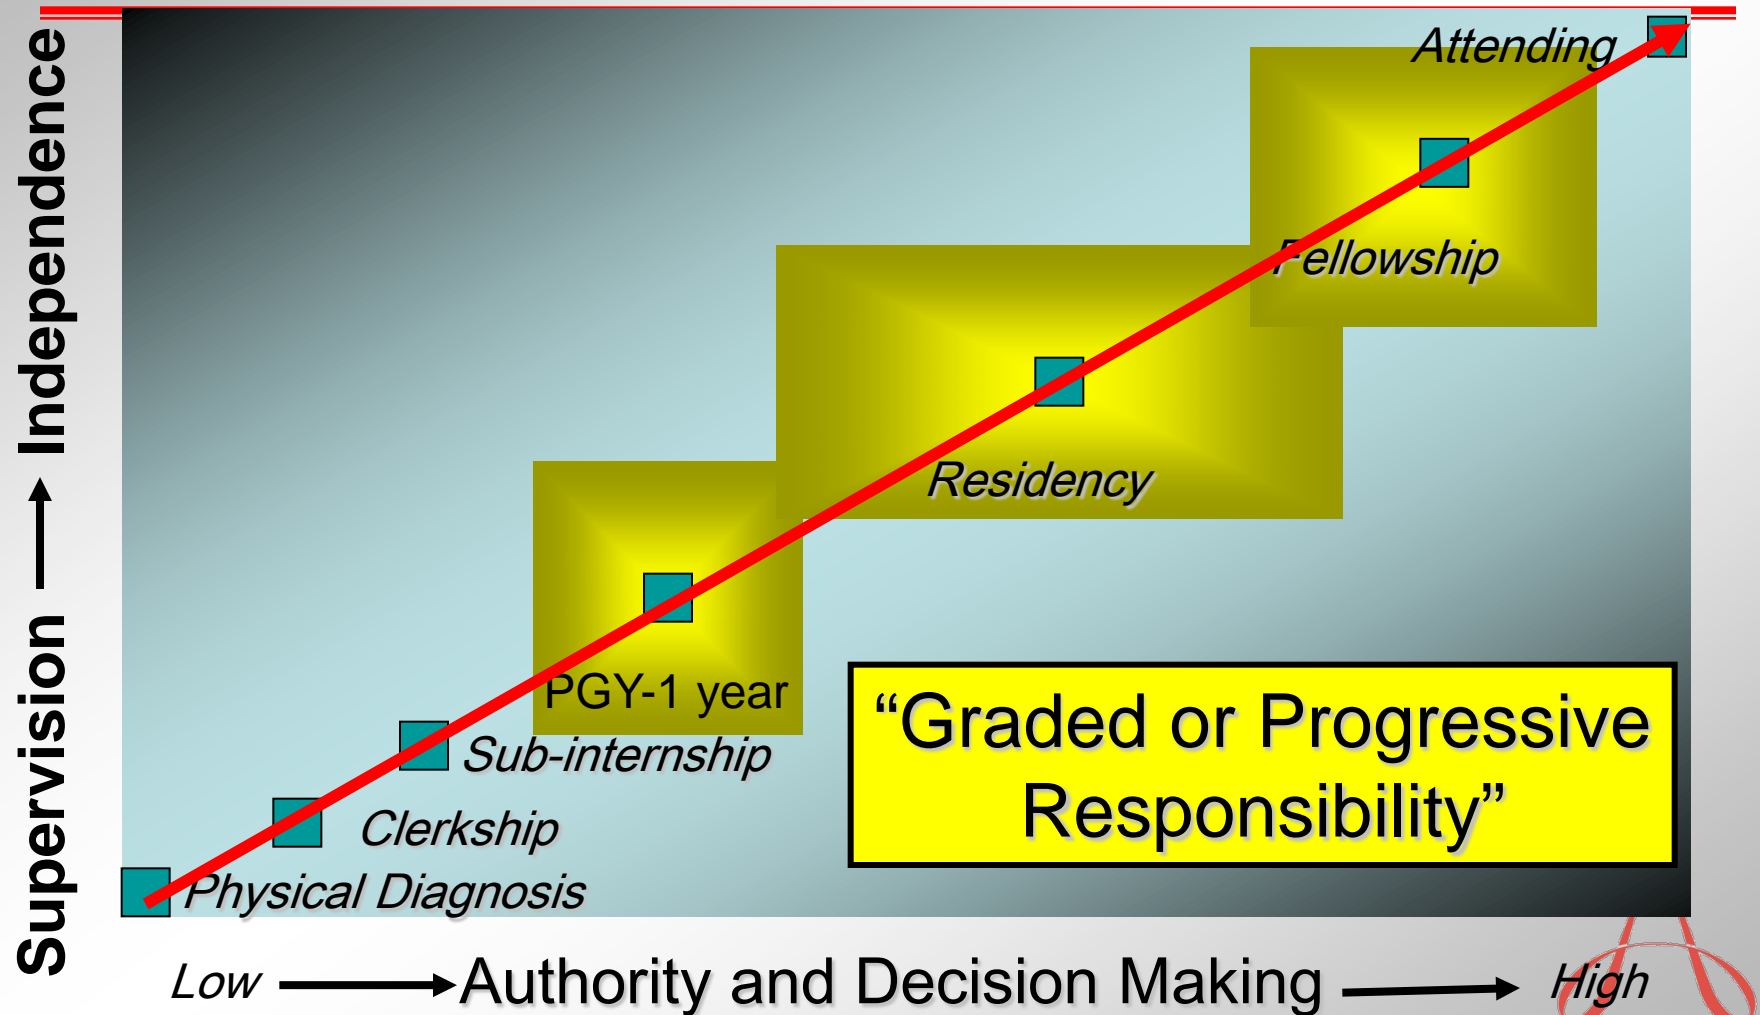 Supervision → Independence
Attending
Fellowship
Residency
PGY-1 year
Sub-internship
Clerkship
Physical Diagnosis
“Graded or Progressive
Responsibility”
Low → Authority and Decision Making → High